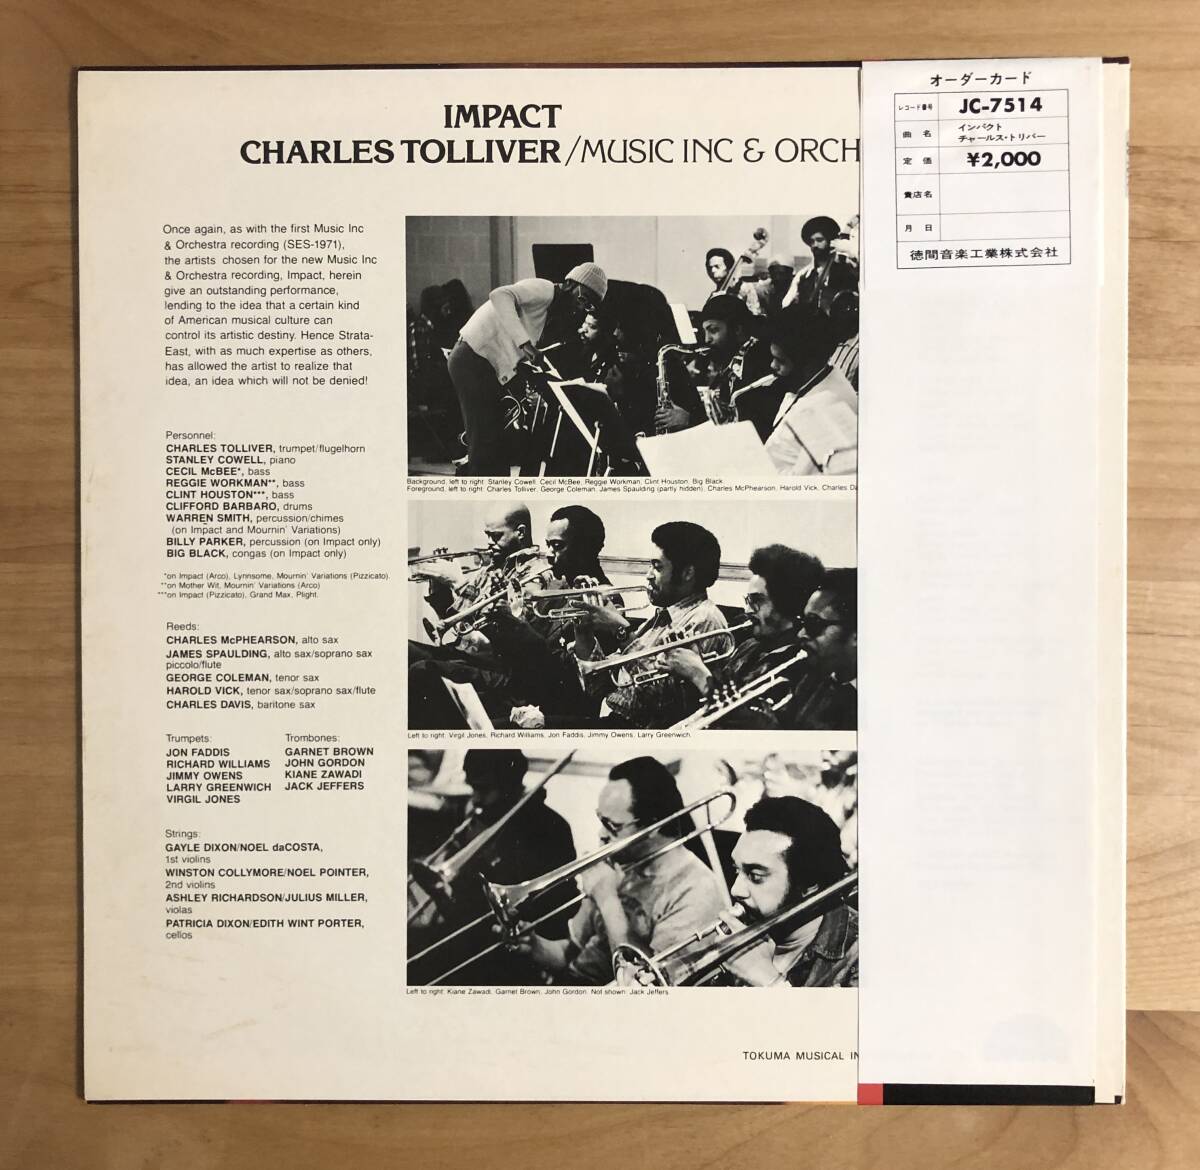 IMPACT
CHARLES TOLLIVER/MUSIC INC & ORCH
オーダーカード
レコード番号 JC-7514
曲名 インパクト
チャールス・トリバー
定価 ¥2,000
貴店名
月日
徳間音楽工業株式会社
Once again, as with the first Music Inc
& Orchestra recording (SES-1971),
the artists chosen for the new Music Inc
& Orchestra recording, Impact, herein
give an outstanding performance,
lending to the idea that a certain kind
of American musical culture can
control its artistic destiny. Hence Strata-
East, with as much expertise as others,
has allowed the artist to realize that
idea, an idea which will not be denied!
Personnel:
CHARLES TOLLIVER, trumpet/flugelhorn
STANLEY COWELL, piano
CECIL McBEE*, bass
REGGIE WORKMAN**, bass
CLINT HOUSTON***, bass
CLIFFORD BARBARO, drums
WARREN SMITH, percussion/chimes
(on Impact and Mournin' Variations)
BILLY PARKER, percussion (on Impact only)
BIG BLACK, congas (on Impact only)
*on Impact (Arco), Lynnsome, Mournin' Variations (Pizzicato).
**on Mother Wit, Mournin' Variations (Arco)
***on Impact (Pizzicato), Grand Max, Plight.
Reeds:
CHARLES McPHEARSON, alto sax
JAMES SPAULDING, alto sax/soprano sax
piccolo/flute
GEORGE COLEMAN, tenor sax
HAROLD VICK, tenor sax/soprano sax/flute
CHARLES DAVIS, baritone sax
Trumpets:
JON FADDIS
RICHARD WILLIAMS
JIMMY OWENS
LARRY GREENWICH
VIRGIL JONES
Trombones:
GARNET BROWN
JOHN GORDON
KIANE ZAWADI
JACK JEFFERS
Strings:
GAYLE DIXON/NOEL daCOSTA,
1st violins
WINSTON COLLYMORE/NOEL POINTER,
2nd violins
ASHLEY RICHARDSON/JULIUS MILLER,
violas
PATRICIA DIXON/EDITH WINT PORTER,
cellos
Background, left to right: Stanley Cowell, Cecil McBee, Reggie Workman, Clint Houston, Big Black
Foreground, left to right: Charles Tolliver, George Coleman, James Spaulding (partly hidden), Charles McPhearson, Harold Vick, Charles Da
Left to right: Virgil Jones, Richard Williams, Jon Faddis, Jimmy Owens, Larry Greenwich.
Left to right: Kiane Zawadi, Garnet Brown, John Gordon. Not shown: Jack Jeffers
TOKUMA MUSICAL IN